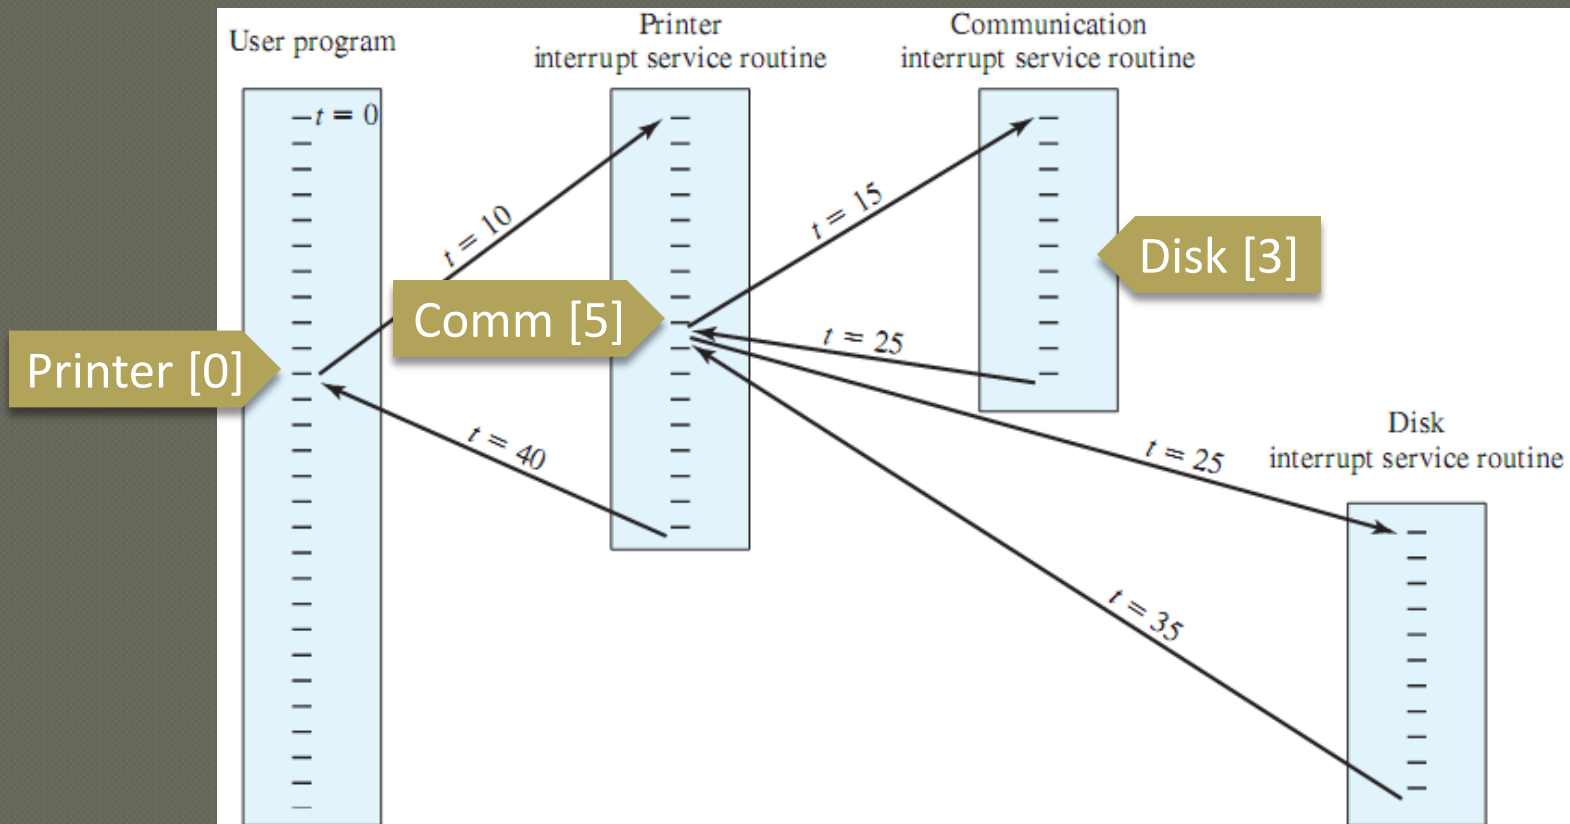 User program
Printer
interrupt service routine
Communication
interrupt service routine
t = 0
t = 10
t = 15
Disk [3]
Comm [5]
Printer [0]
t = 25
t = 40
t = 25
Disk
interrupt service routine
t = 35